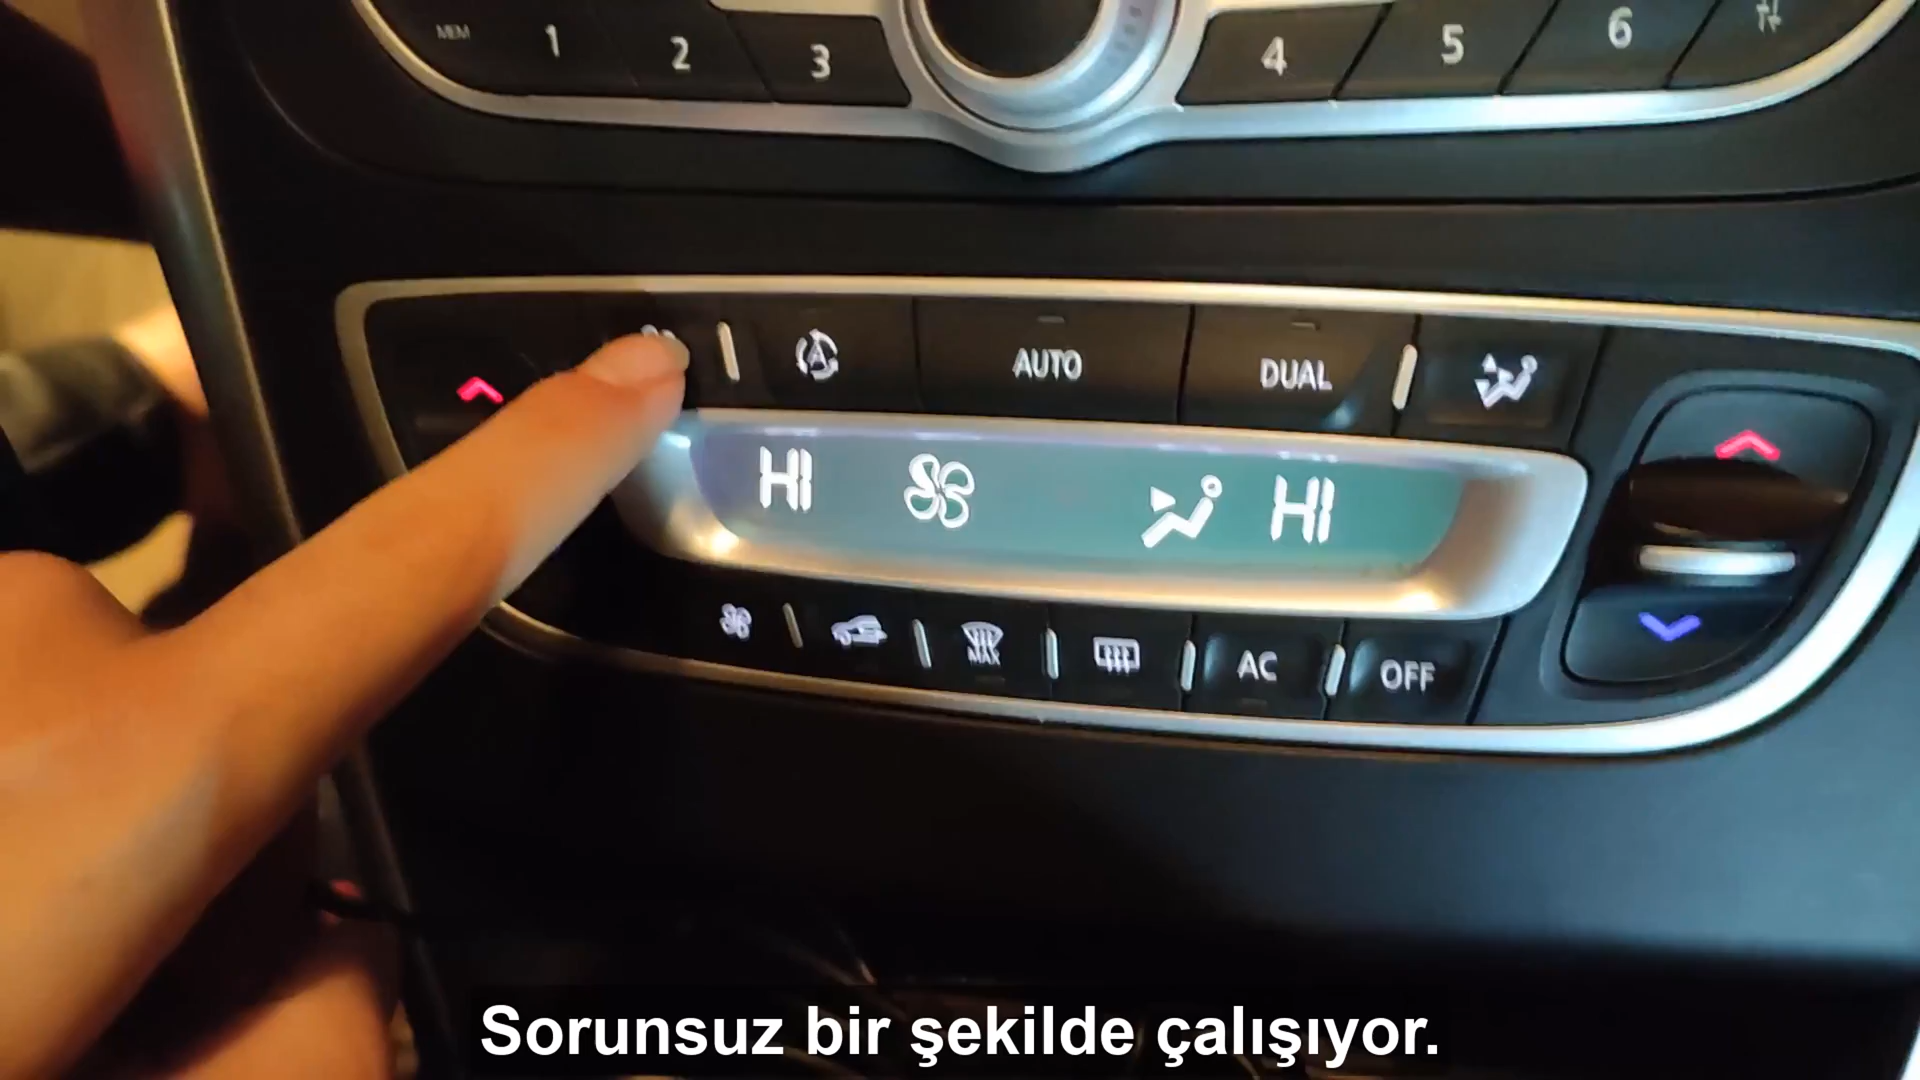 MEM 1 2 3 4 5 6
AUTO DUAL
HI HI
MAX AC OFF
Sorunsuz bir şekilde çalışıyor.